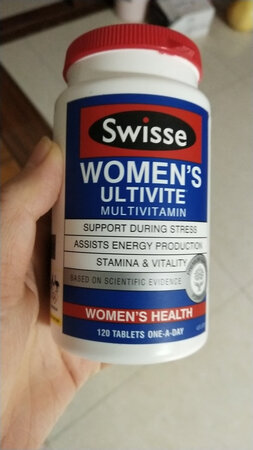 Swisse
WOMEN'S
ULTIVITE
MULTIVITAMIN
SUPPORT DURING STRESS
ASSISTS ENERGY PRODUCTION
STAMINA & VITALITY
BASED ON SCIENTIFIC EVIDENCE
WOMEN'S HEALTH
120 TABLETS ONE-A-DAY